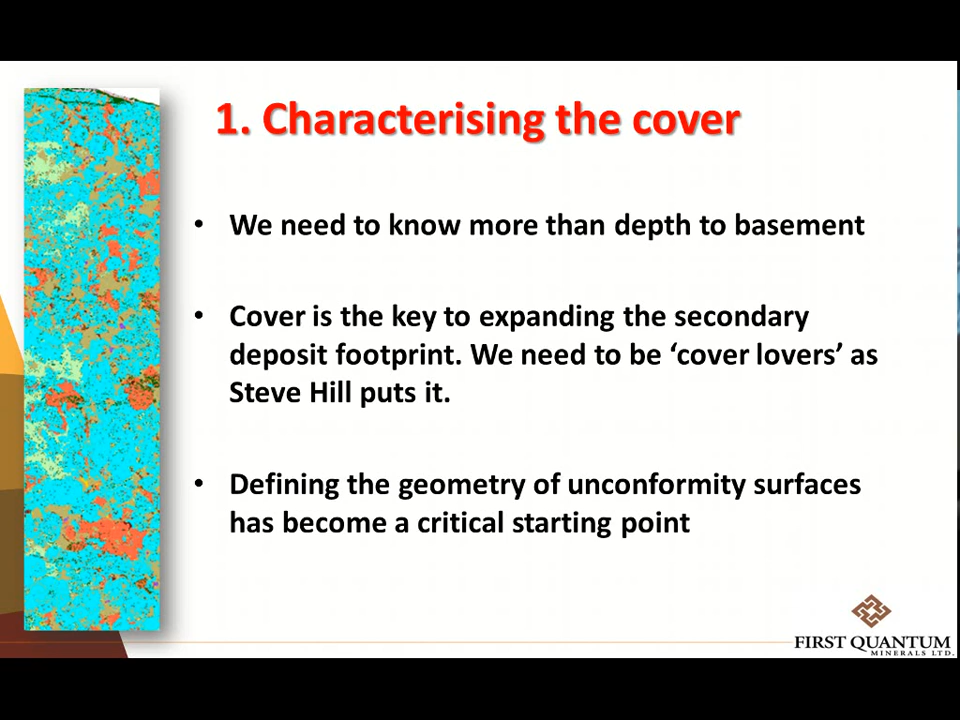 1. Characterising the cover
• We need to know more than depth to basement
• Cover is the key to expanding the secondary
deposit footprint. We need to be ‘cover lovers’ as
Steve Hill puts it.
• Defining the geometry of unconformity surfaces
has become a critical starting point
FIRST QUANTUM
MINERALS LTD.